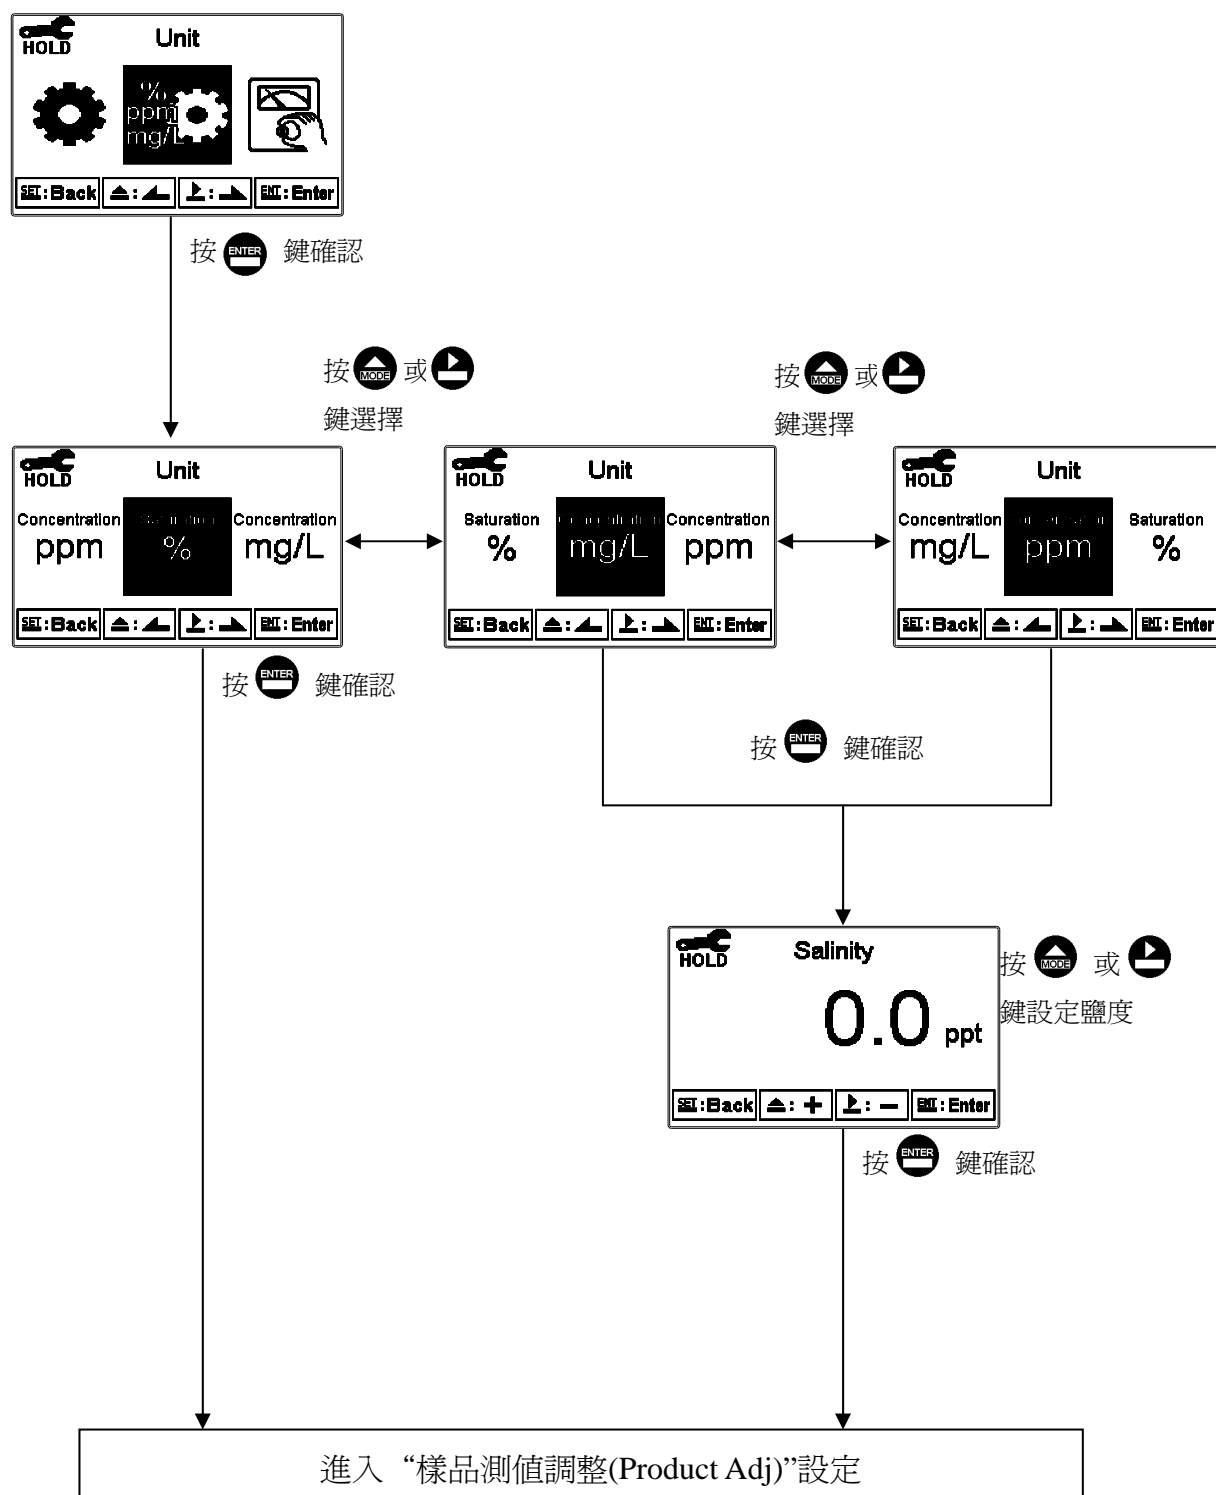 HOLD
Unit
%
ppm
mg/L
SET:Back : : ENT:Enter
按 ENTER 鍵確認
按 MODE 或
鍵選擇
按 MODE 或
鍵選擇
HOLD
Unit
Concentration Saturation Concentration
ppm % mg/L
SET:Back : : ENT:Enter
HOLD
Unit
Saturation Concentration Concentration
% mg/L ppm
SET:Back : : ENT:Enter
HOLD
Unit
Concentration Concentration Saturation
mg/L ppm %
SET:Back : : ENT:Enter
按 ENTER 鍵確認
按 ENTER 鍵確認
HOLD
Salinity
0.0 ppt
SET:Back : + : − ENT:Enter
按 MODE 或
鍵設定鹽度
按 ENTER 鍵確認
進入“樣品測值調整(Product Adj)”設定